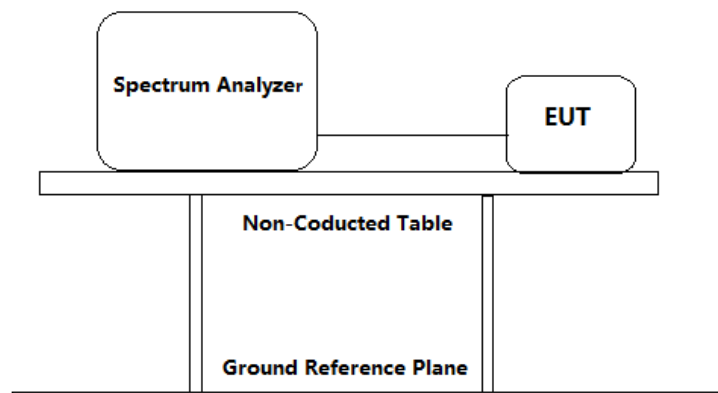 Spectrum Analyzer
EUT
Non-Coducted Table
Ground Reference Plane